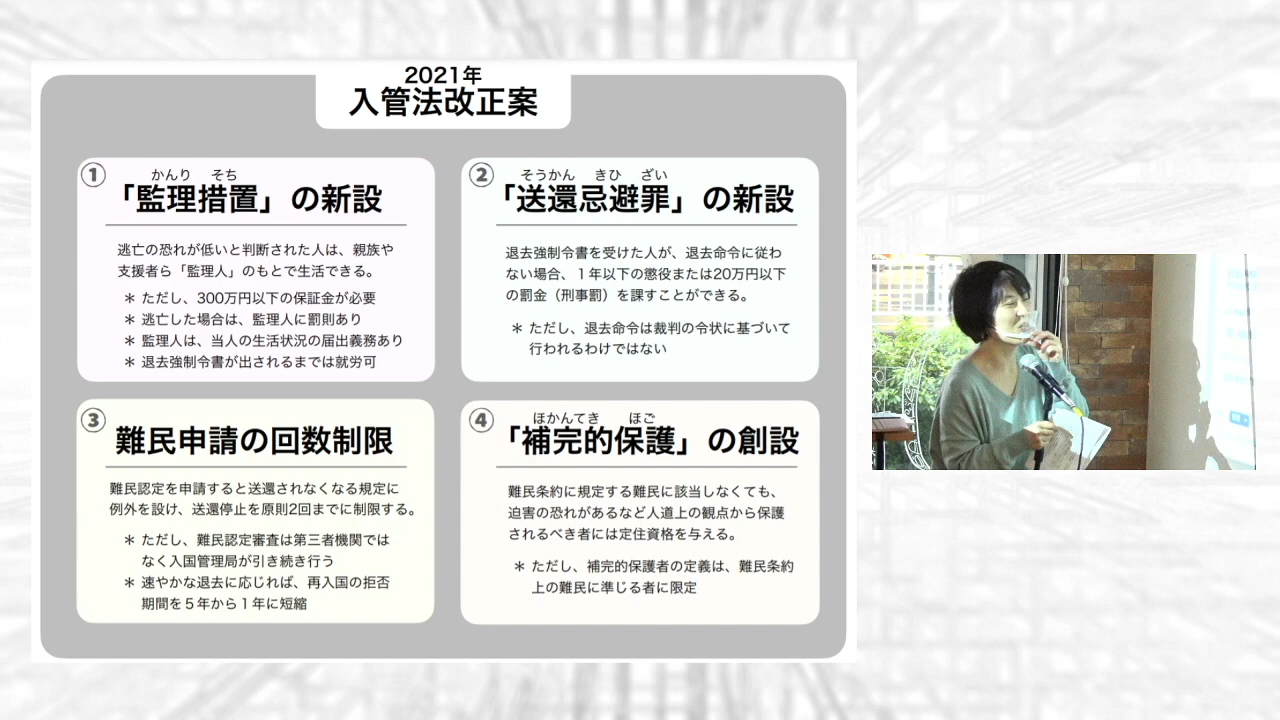 2021年
入管法改正案
①
かんり そち
「監理措置」の新設
逃亡の恐れが低いと判断された人は、親族や
支援者ら「監理人」のもとで生活できる。
＊ ただし、300万円以下の保証金が必要
＊ 逃亡した場合は、監理人に罰則あり
＊ 監理人は、当人の生活状況の届出義務あり
＊ 退去強制令書が出されるまでは就労可
②
そうかん きひ ざい
「送還忌避罪」の新設
退去強制令書を受けた人が、退去命令に従わ
ない場合、１年以下の懲役または20万円以下
の罰金（刑事罰）を課すことができる。
＊ ただし、退去命令は裁判の令状に基づいて
行われるわけではない
③
難民申請の回数制限
難民認定を申請すると送還されなくなる規定に
例外を設け、送還停止を原則2回までに制限する。
＊ ただし、難民認定審査は第三者機関では
なく入国管理局が引き続き行う
＊ 速やかな退去に応じれば、再入国の拒否
期間を５年から１年に短縮
④
ほかんてき ほご
「補完的保護」の創設
難民条約に規定する難民に該当しなくても、
迫害の恐れがあるなど人道上の観点から保護
されるべき者には定住資格を与える。
＊ ただし、補完的保護者の定義は、難民条約
上の難民に準じる者に限定